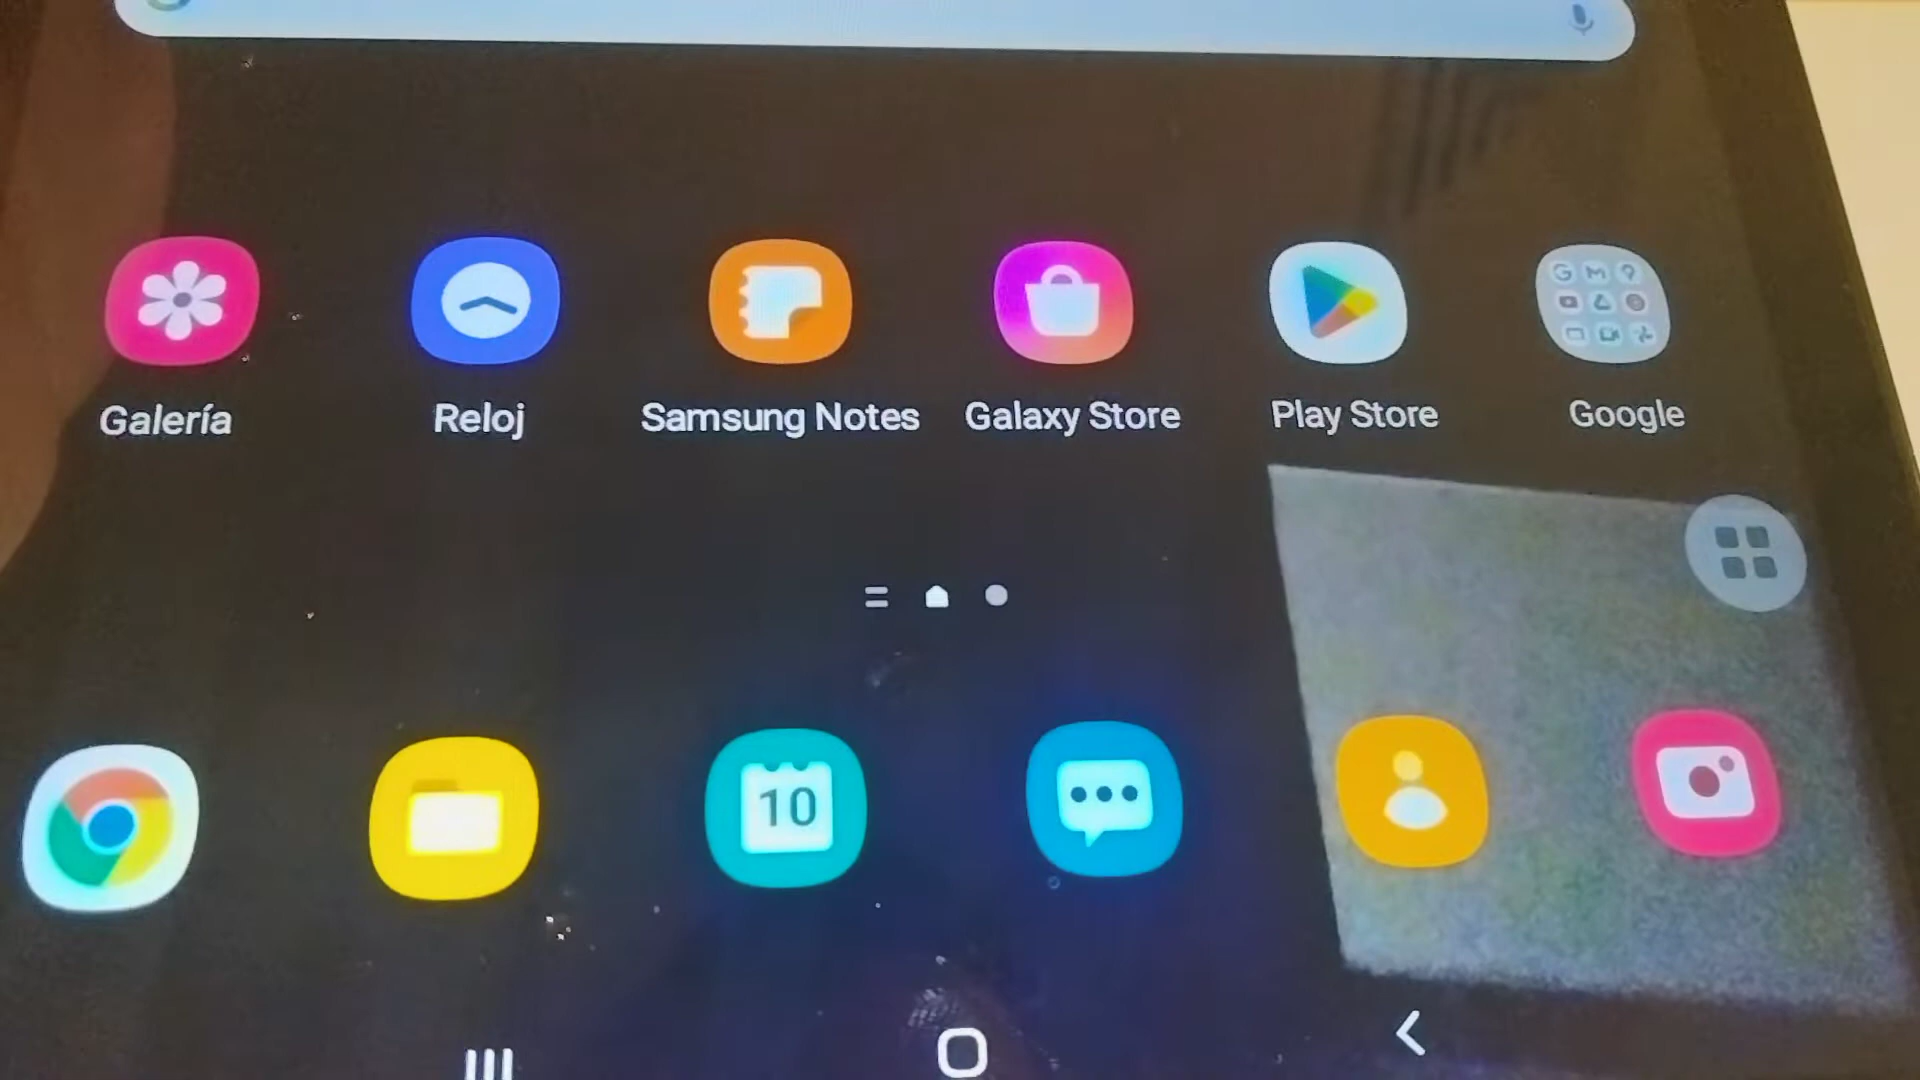 Galería
Reloj
Samsung Notes
Galaxy Store
Play Store
Google
10